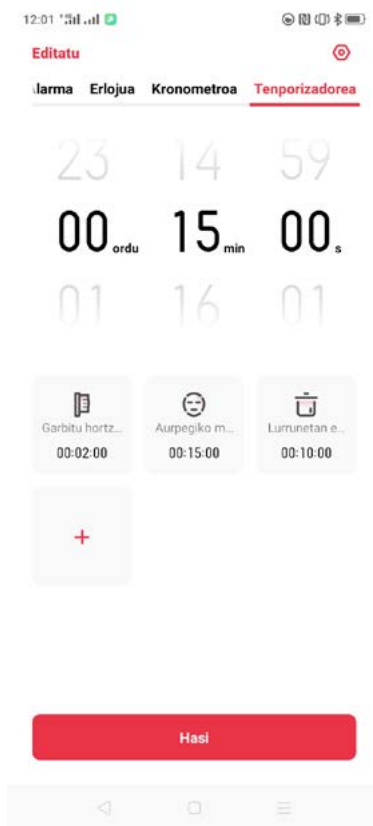 12:01
Editatu
larma Erlojua Kronometroa Tenporizadorea
23 14 59
00 ordu 15 min 00 s
01 16 01
Garbitu hortz... Aurpegiko m... Lurrunetan e...
00:02:00 00:15:00 00:10:00
+
Hasi